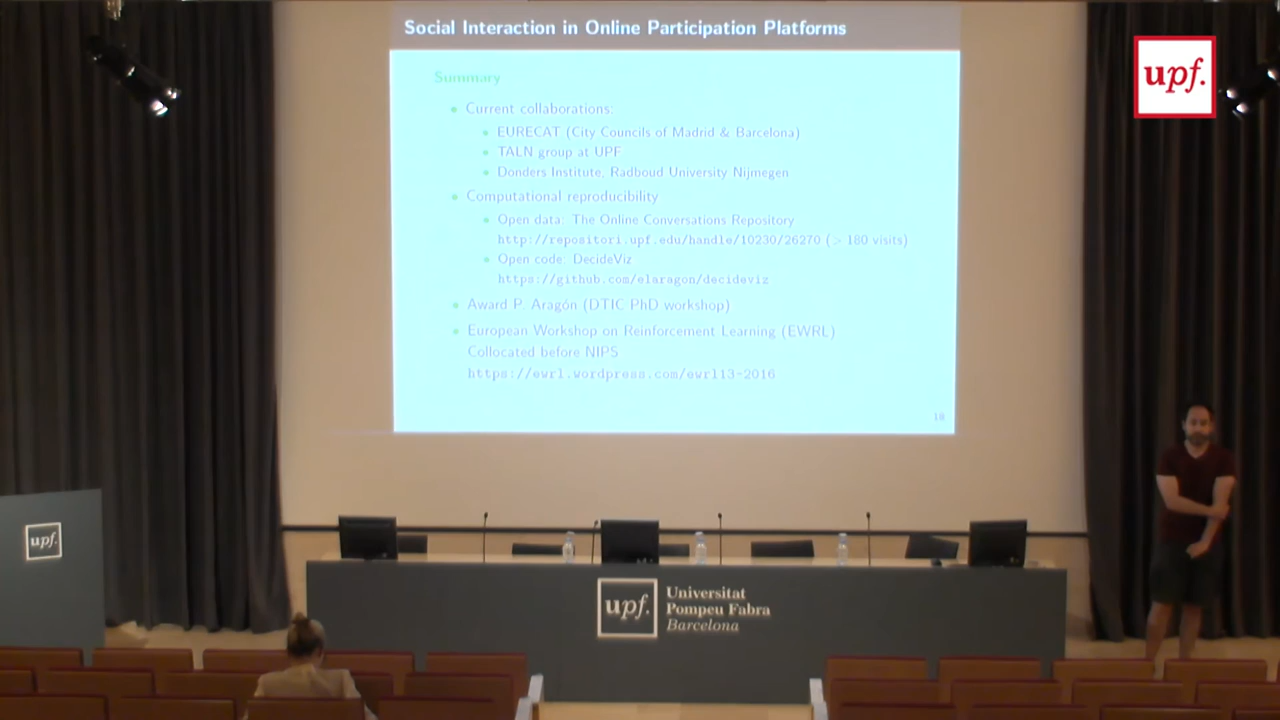 Social Interaction in Online Participation Platforms
upf.
Summary
Current collaborations:
EURECAT (City Councils of Madrid & Barcelona)
TALN group at UPF
Donders Institute, Radboud University Nijmegen
Computational reproducibility
Open data: The Online Conversations Repository
http://repositori.upf.edu/handle/10230/26270 (> 180 visits)
Open code: DecideViz
https://github.com/elaragon/decideviz
Award P. Aragón (DTIC PhD workshop)
European Workshop on Reinforcement Learning (EWRL)
Collocated before NIPS
https://ewrl.wordpress.com/ewrl13-2016
18
upf.
upf.
Universitat
Pompeu Fabra
Barcelona